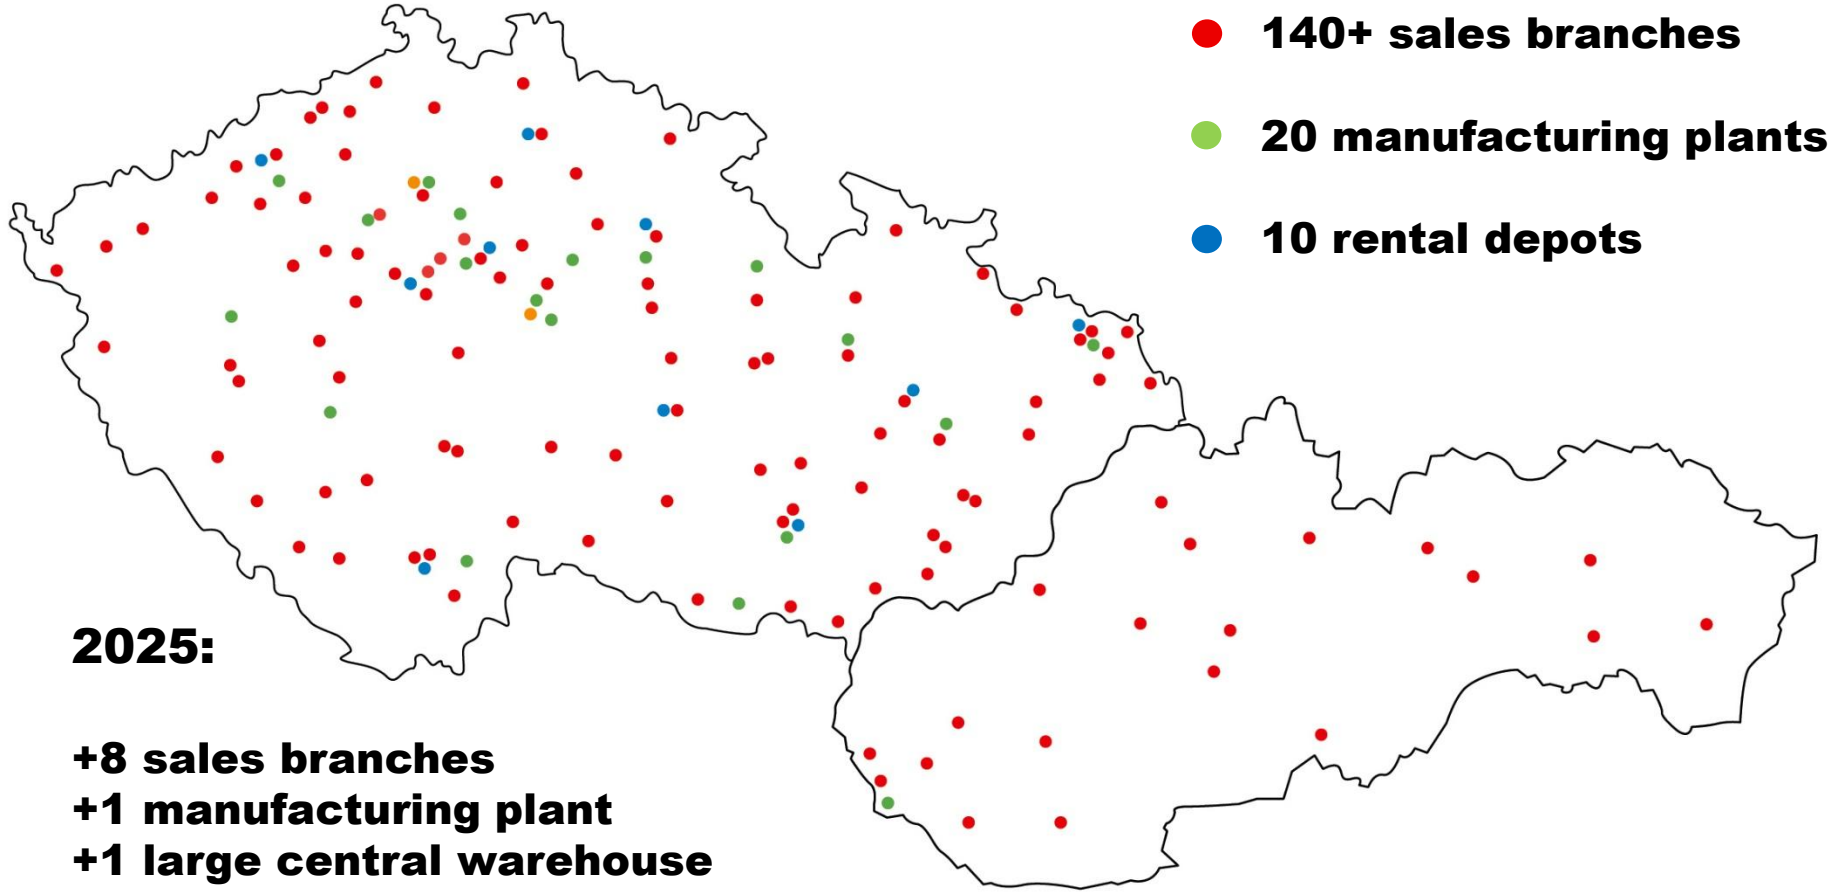 140+ sales branches
20 manufacturing plants
10 rental depots
2025:
+8 sales branches
+1 manufacturing plant
+1 large central warehouse